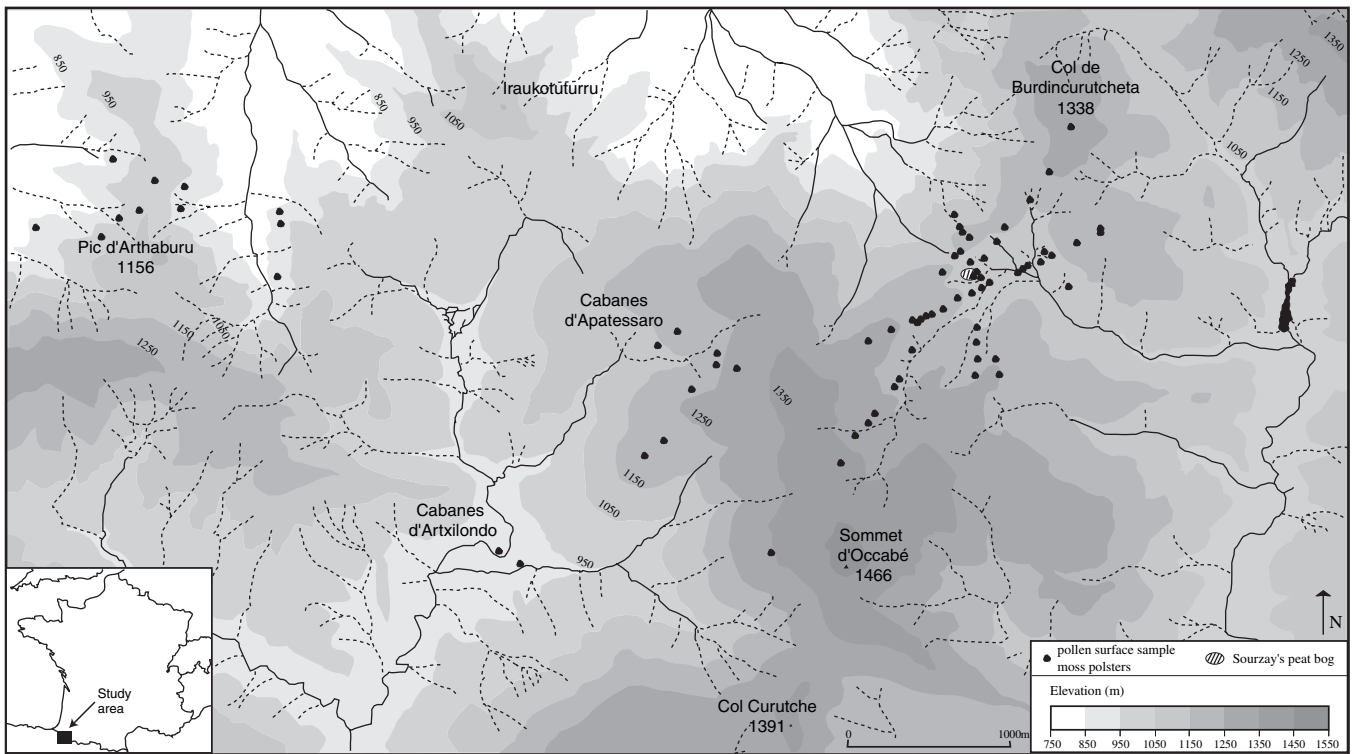 850
950
850
950
1050
Iraukotuturru
Col de
Burdincurutcheta
1338
1350
1250
1150
1050
Pic d'Arthaburu
1156
1150
1050
1250
Cabanes
d'Apatessaro
1350
1250
1150
1050
Cabanes
d'Artxilondo
950
Sommet
d'Occabé
1466
Col Curutche
1391
Study
area
0 1000m
N
pollen surface sample
moss polsters
Sourzay's peat bog
Elevation (m)
750 850 950 1050 1150 1250 1350 1450 1550